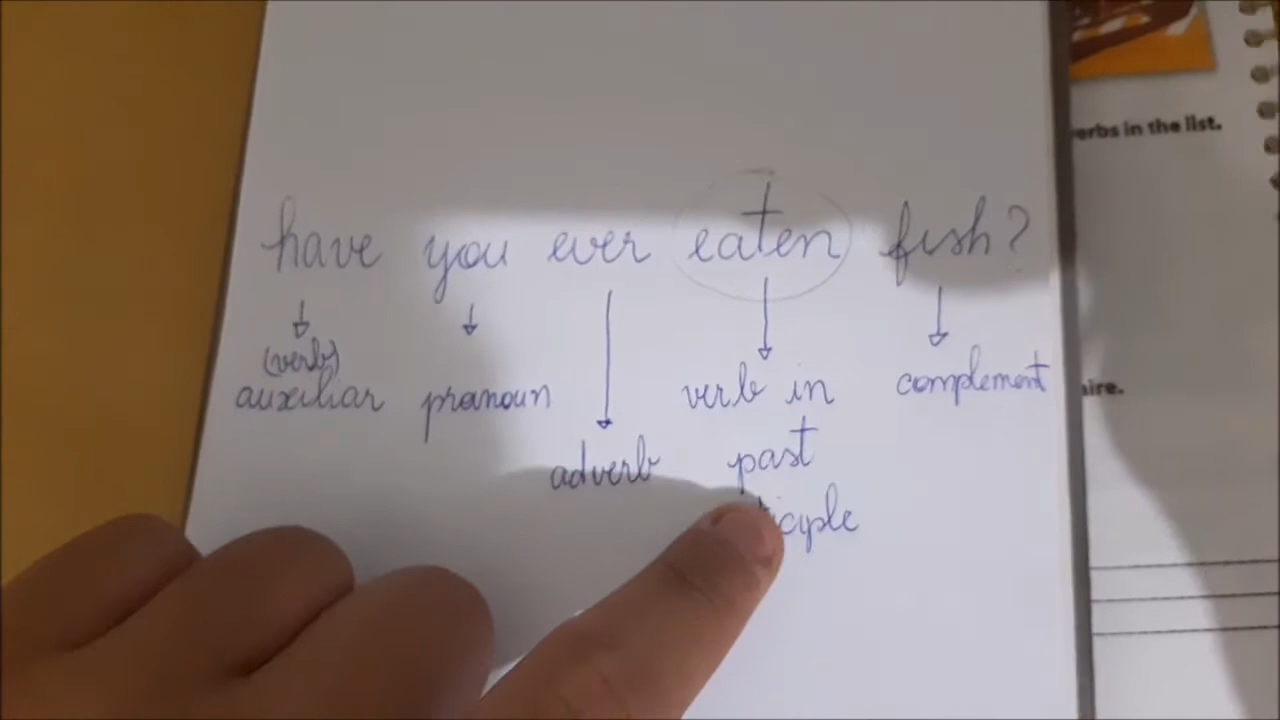 have you ever eaten fish?
(verb)
auxiliar pronoun verb in complement
adverb past
erbs in the list.
aire.